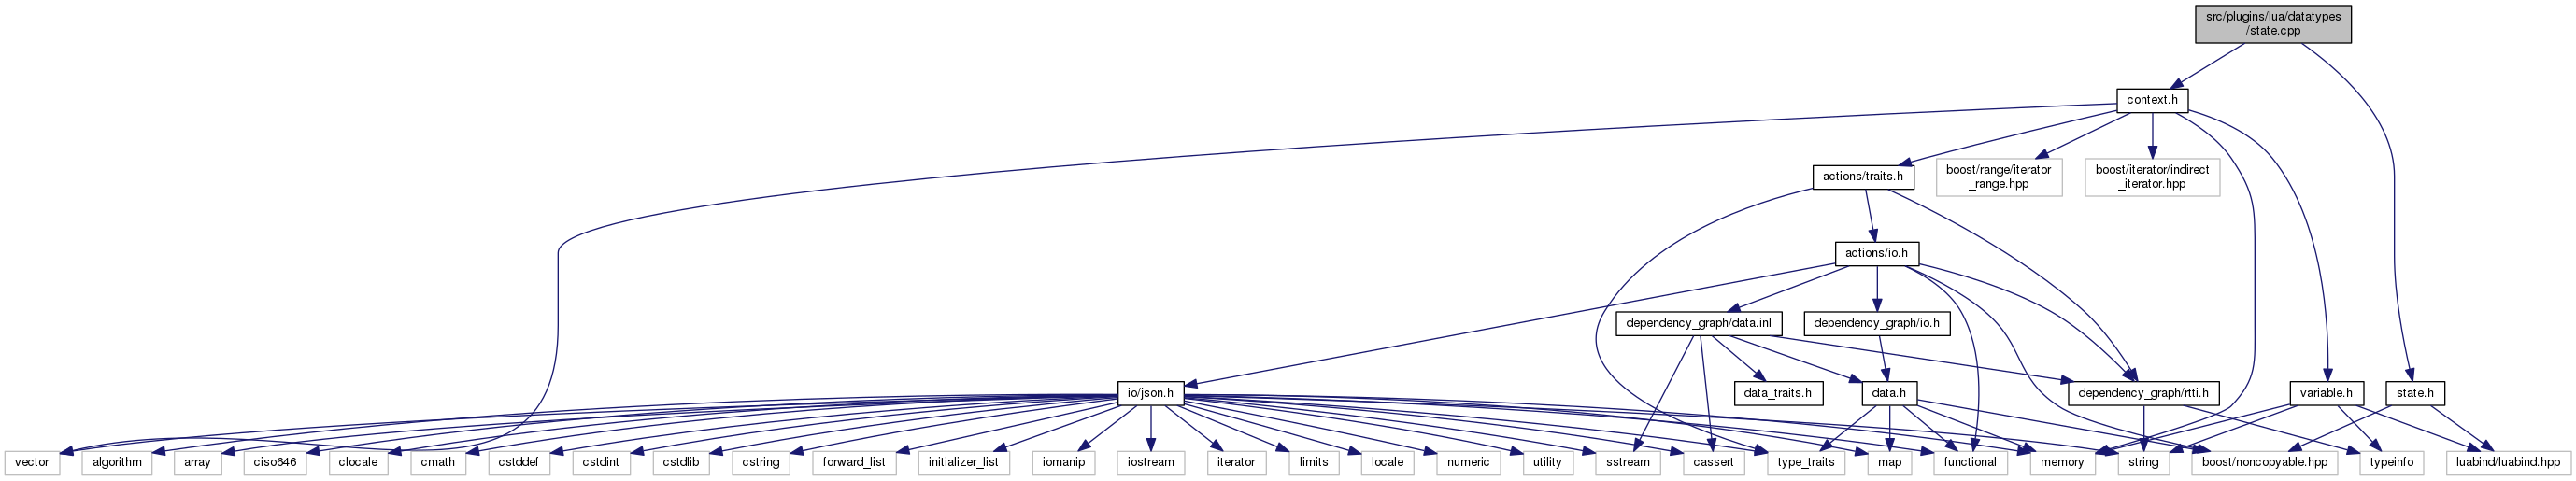 src/plugins/lua/datatypes
/state.cpp
context.h
actions/traits.h
boost/range/iterator
_range.hpp
boost/iterator/indirect
_iterator.hpp
actions/io.h
dependency_graph/data.inl
dependency_graph/io.h
io/json.h
data_traits.h
data.h
dependency_graph/rtti.h
variable.h
state.h
vector
algorithm
array
ciso646
clocale
cmath
cstddef
cstdint
cstdlib
cstring
forward_list
initializer_list
iomanip
iostream
iterator
limits
locale
numeric
utility
sstream
cassert
type_traits
map
functional
memory
string
boost/noncopyable.hpp
typeinfo
luabind/luabind.hpp